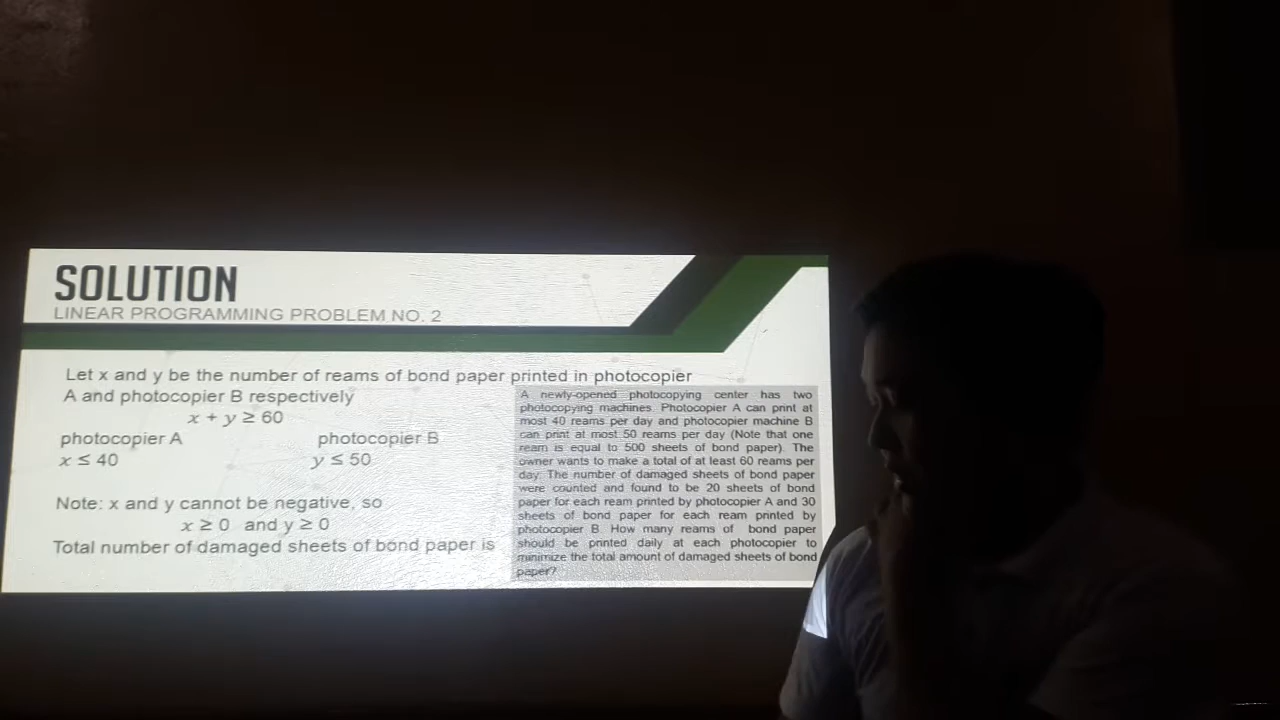 SOLUTION
LINEAR PROGRAMMING PROBLEM NO. 2
Let x and y be the number of reams of bond paper printed in photocopier
A and photocopier B respectively
x + y ≥ 60
photocopier A photocopier B
x ≤ 40 y ≤ 50
Note: x and y cannot be negative, so
x ≥ 0 and y ≥ 0
Total number of damaged sheets of bond paper is
A newly-opened photocopying center has two
photocopying machines. Photocopier A can print at
most 40 reams per day and photocopier machine B
can print at most 50 reams per day (Note that one
ream is equal to 500 sheets of bond paper). The
owner wants to make a total of at least 60 reams per
day. The number of damaged sheets of bond paper
were counted and found to be 20 sheets of bond
paper for each ream printed by photocopier A and 30
sheets of bond paper for each ream printed by
photocopier B. How many reams of bond paper
should be printed daily at each photocopier to
minimize the total amount of damaged sheets of bond
paper?